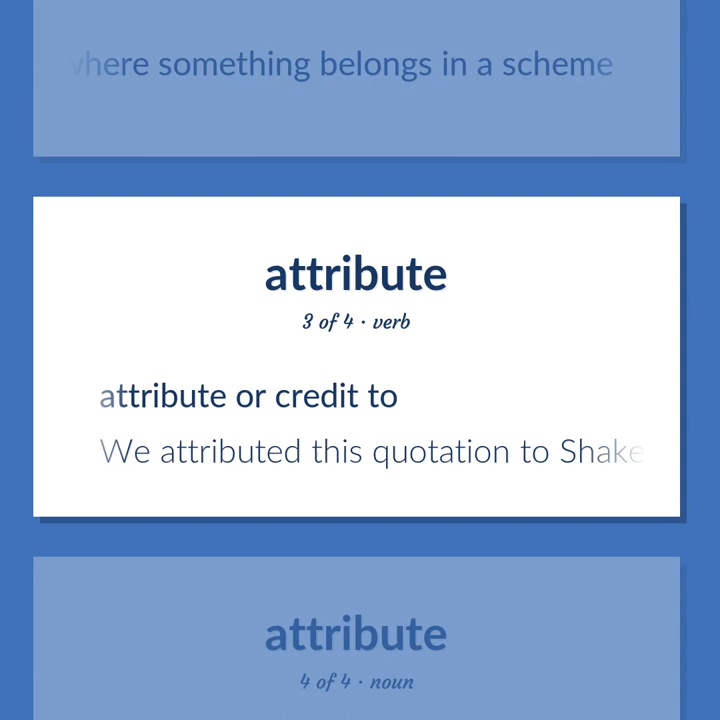 where something belongs in a scheme
attribute
3 of 4 · verb
attribute or credit to
We attributed this quotation to Shake
attribute
4 of 4 · noun